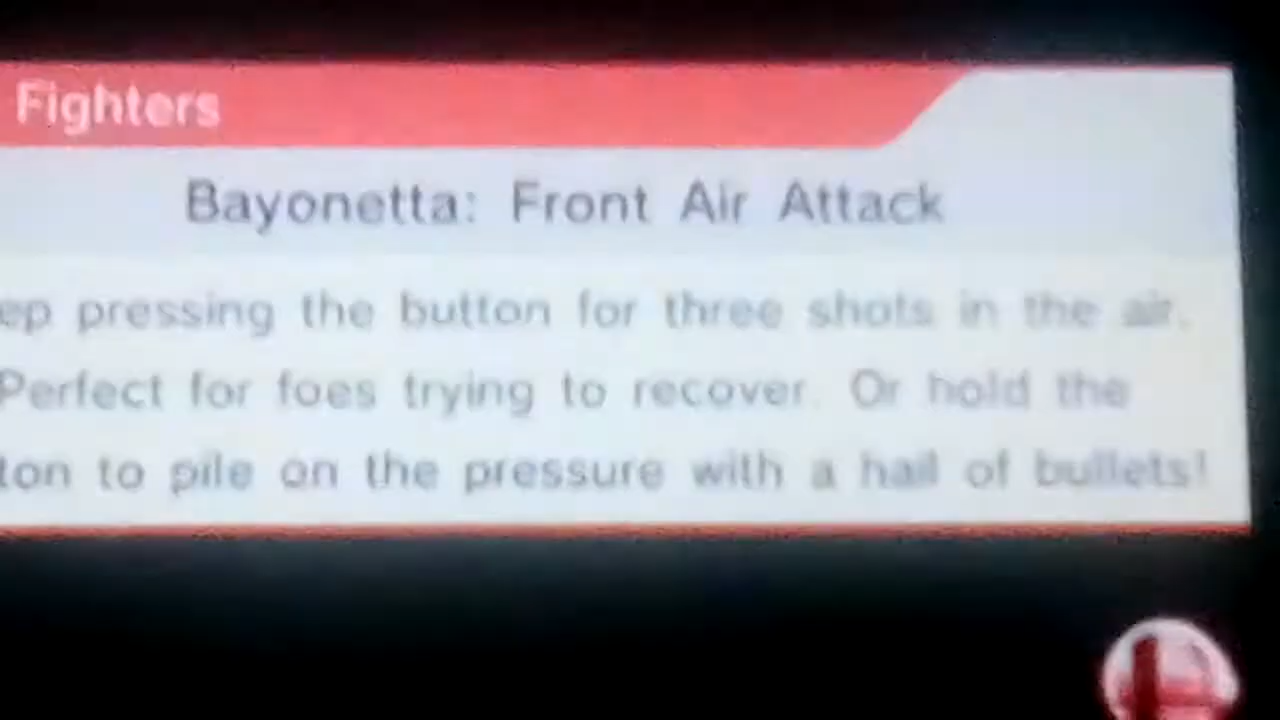 Fighters
Bayonetta: Front Air Attack
ep pressing the button for three shots in the air.
Perfect for foes trying to recover. Or hold the
ton to pile on the pressure with a hail of bullets!